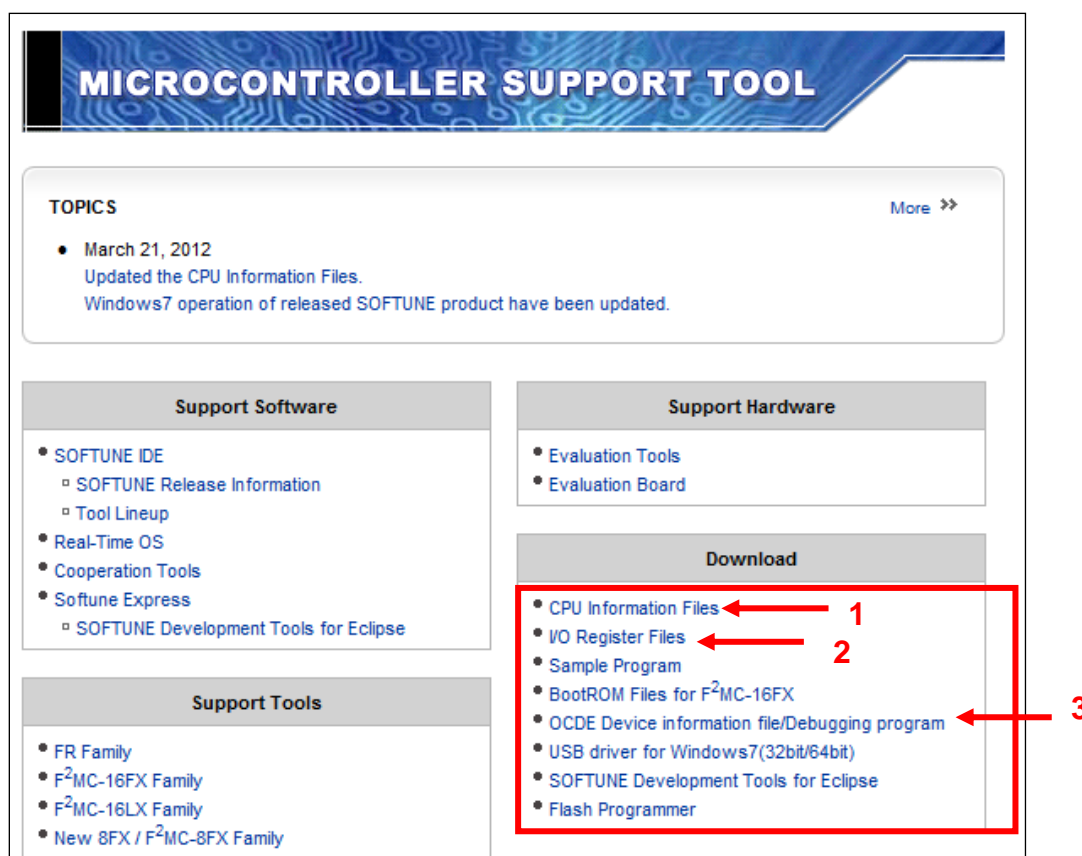 MICROCONTROLLER SUPPORT TOOL
TOPICS
More
March 21, 2012
Updated the CPU Information Files.
Windows7 operation of released SOFTUNE product have been updated.
Support Software
SOFTUNE IDE
SOFTUNE Release Information
Tool Lineup
Real-Time OS
Cooperation Tools
Softune Express
SOFTUNE Development Tools for Eclipse
Support Tools
FR Family
F²MC-16FX Family
F²MC-16LX Family
New 8FX / F²MC-8FX Family
Support Hardware
Evaluation Tools
Evaluation Board
Download
CPU Information Files 1
I/O Register Files 2
Sample Program
BootROM Files for F²MC-16FX
OCDE Device information file/Debugging program 3
USB driver for Windows7(32bit/64bit)
SOFTUNE Development Tools for Eclipse
Flash Programmer